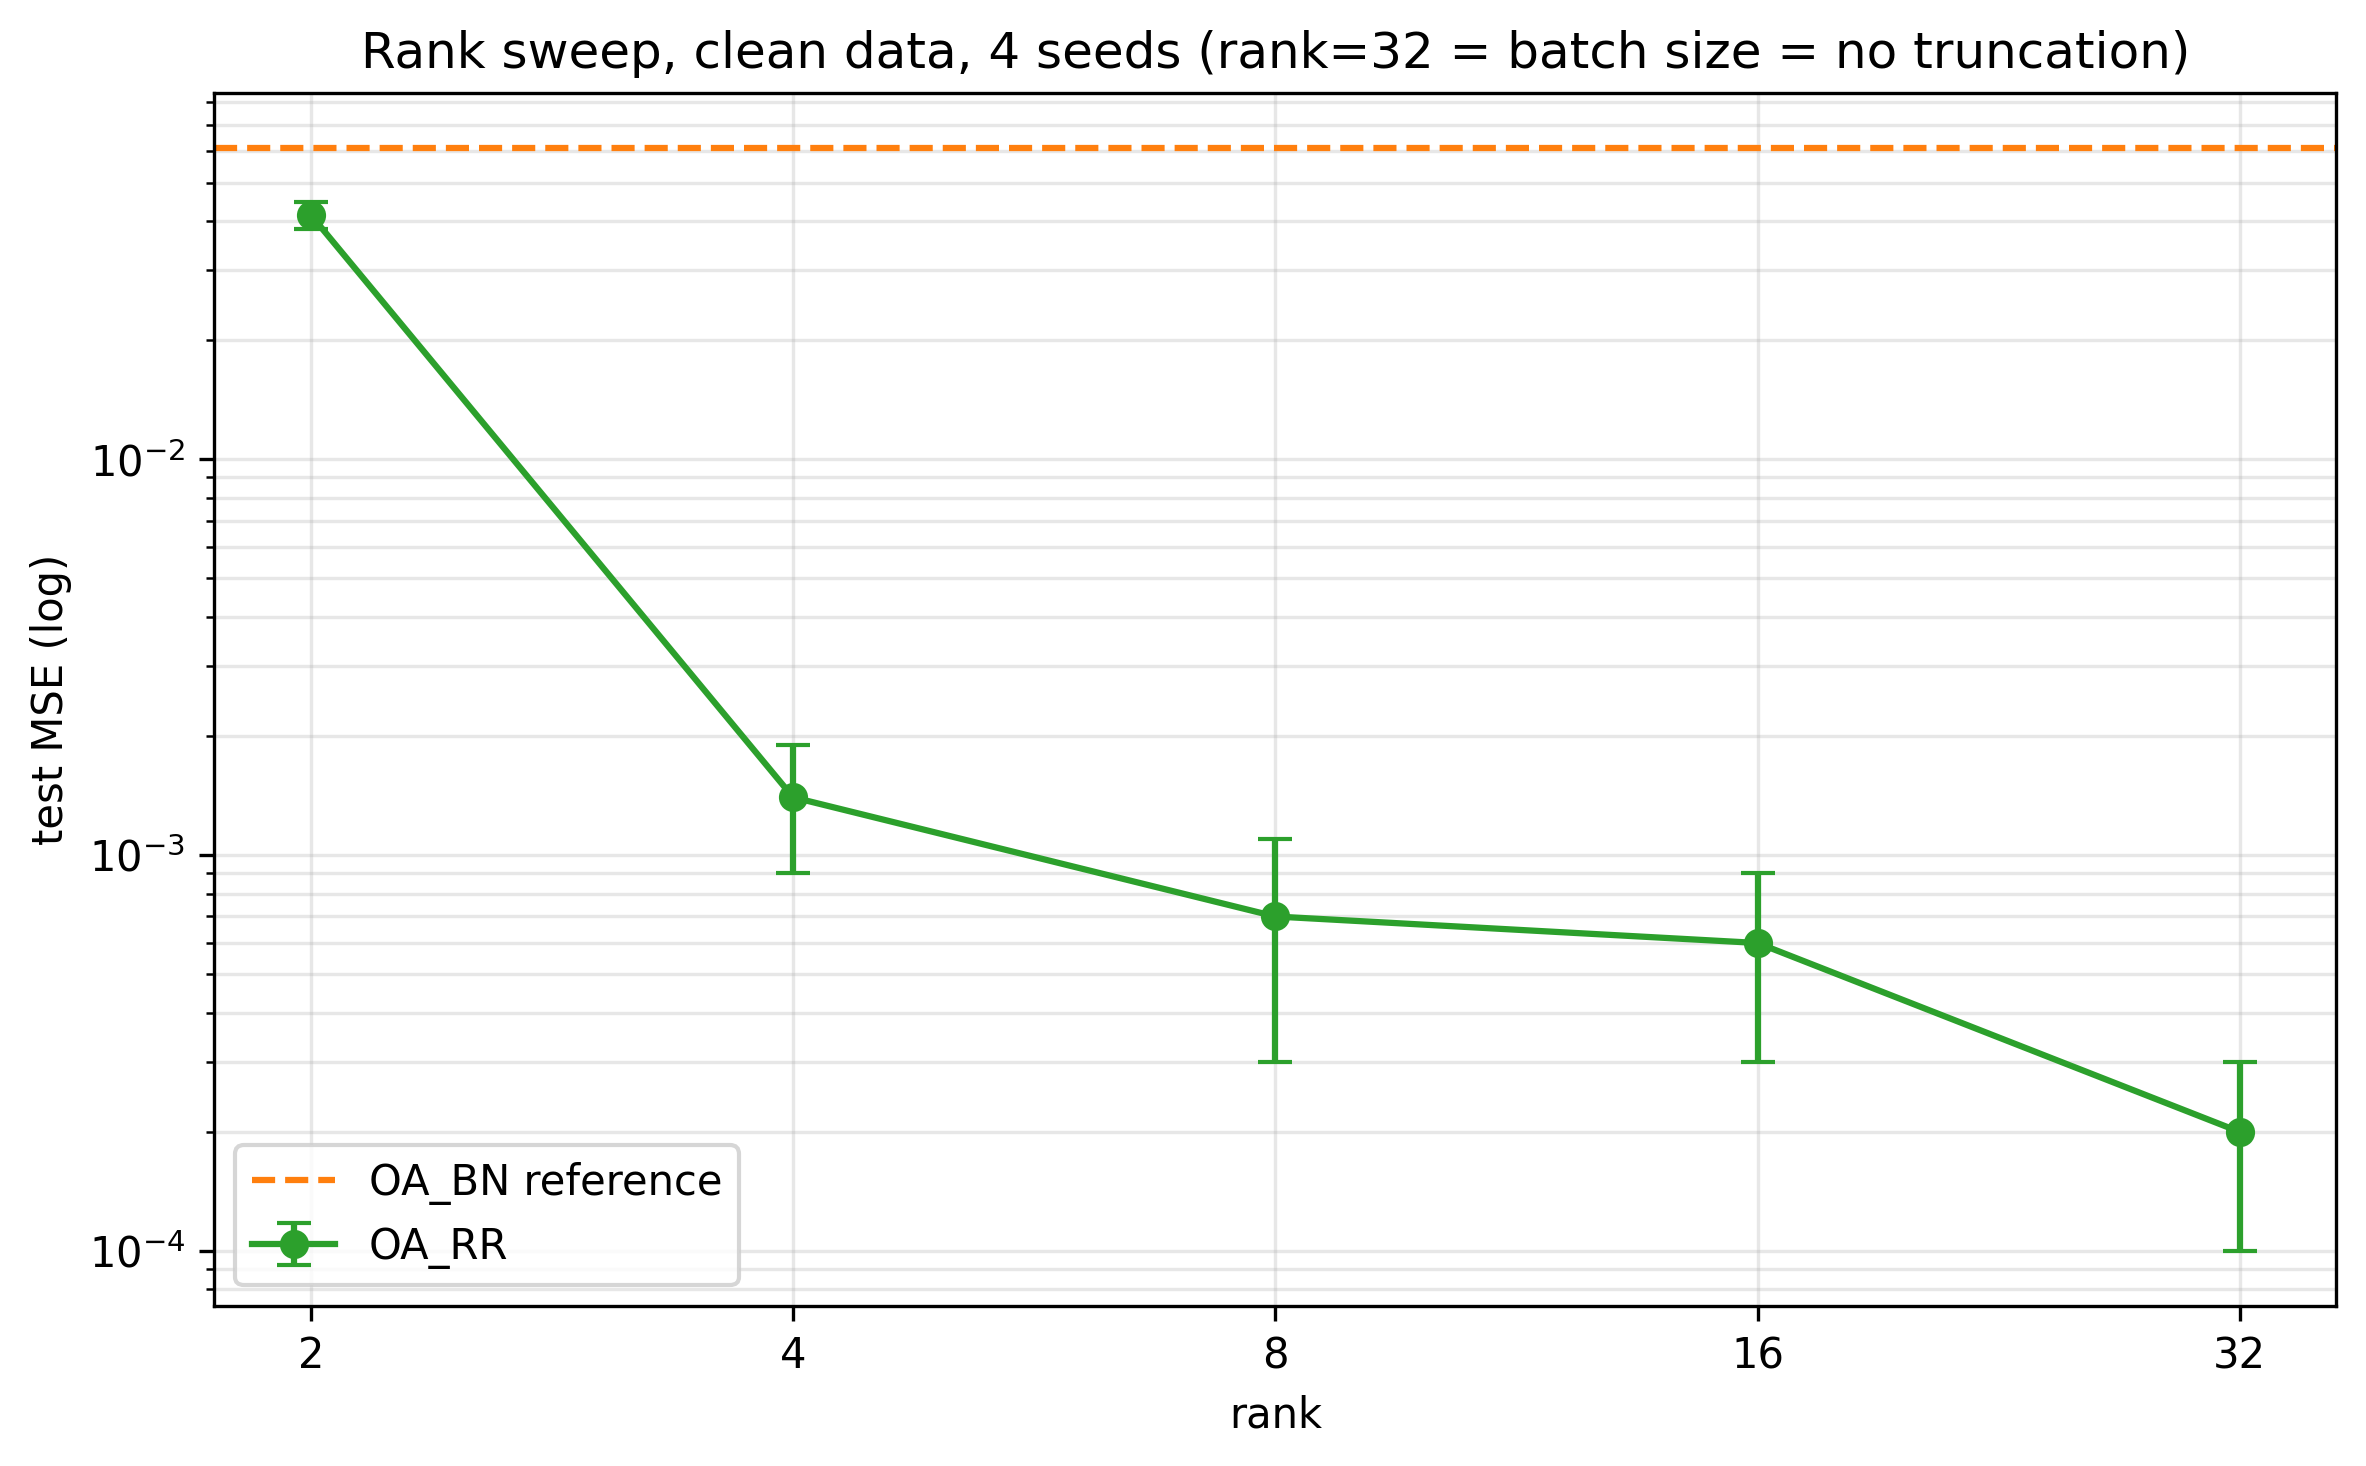 Rank sweep, clean data, 4 seeds (rank=32 = batch size = no truncation)
test MSE (log)
10⁻²
10⁻³
10⁻⁴
OA_BN reference
OA_RR
2 4 8 16 32
rank